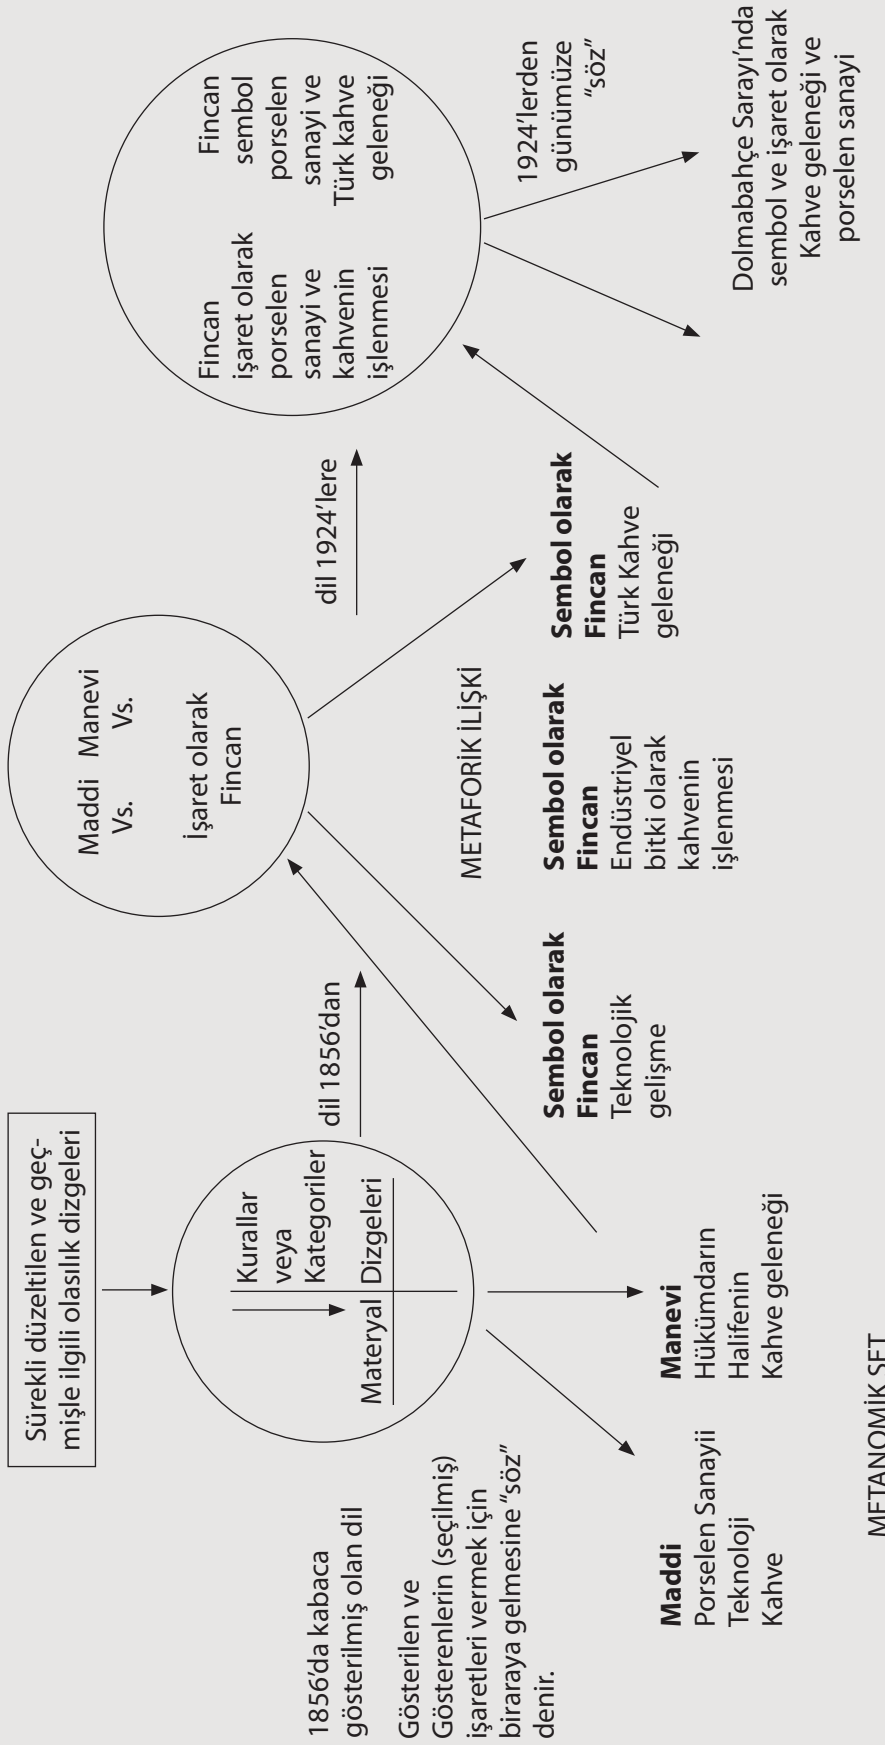 Sürekli düzeltilen ve geç-
mişle ilgili olasılık dizgeleri
1856'da kabaca
gösterilmiş olan dil
Gösterilen ve
Gösterenlerin (seçilmiş)
işaretleri vermek için
biraraya gelmesine "söz"
denir.
Kurallar
veya
Kategoriler
Materyal Dizgeleri
Maddi
Porselen Sanayii
Teknoloji
Kahve
Manevi
Hükümdarın
Halifenin
Kahve geleneği
METANOMİK SET
dil 1856'dan
Maddi Manevi
Vs. Vs.
İşaret olarak
Fincan
METAFORİK İLİŞKİ
Sembol olarak
Fincan
Teknolojik
gelişme
Sembol olarak
Fincan
Endüstriyel
bitki olarak
kahvenin
işlenmesi
Sembol olarak
Fincan
Türk Kahve
geleneği
dil 1924'lere
Fincan
işaret olarak
porselen
sanayi ve
kahvenin
işlenmesi
Fincan
sembol
porselen
sanayi ve
Türk kahve
geleneği
1924'lerden
günümüze
"söz"
Dolmabahçe Sarayı'nda
sembol ve işaret olarak
Kahve geleneği ve
porselen sanayi